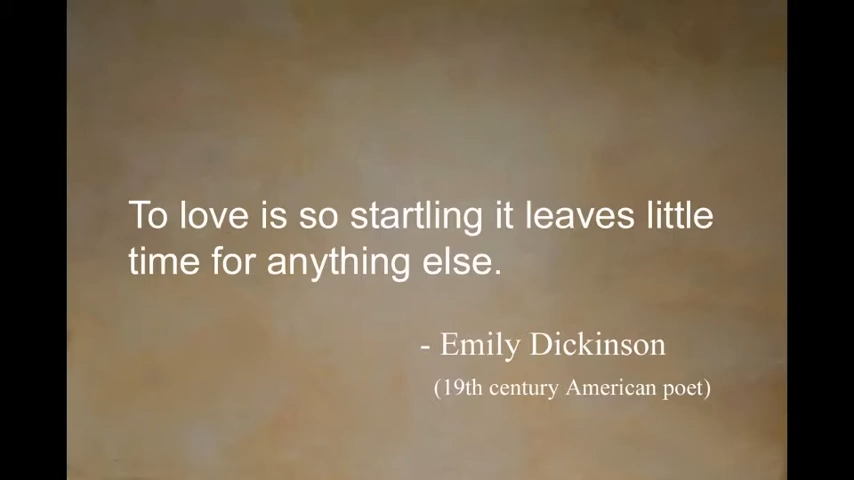 To love is so startling it leaves little
time for anything else.
- Emily Dickinson
(19th century American poet)